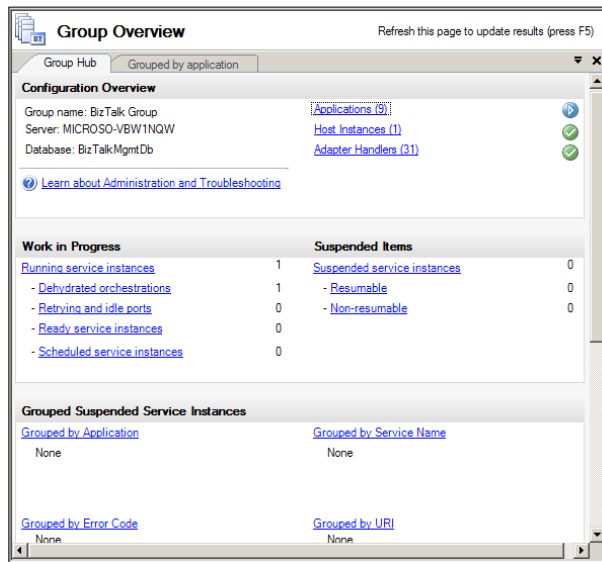 BT
Group Overview
Refresh this page to update results (press F5)
Group Hub
Grouped by application
Configuration Overview
Group name: BizTalk Group
Server: MICROSO-VBW1NQW
Database: BizTalkMgmtDb
Applications (9)
Host Instances (1)
Adapter Handlers (31)
? Learn about Administration and Troubleshooting
Work in Progress
Running service instances 1
- Dehydrated orchestrations 1
- Retrying and idle ports 0
- Ready service instances 0
- Scheduled service instances 0
Suspended Items
Suspended service instances 0
- Resumable 0
- Non-resumable 0
Grouped Suspended Service Instances
Grouped by Application
None
Grouped by Service Name
None
Grouped by Error Code
None
Grouped by URI
None